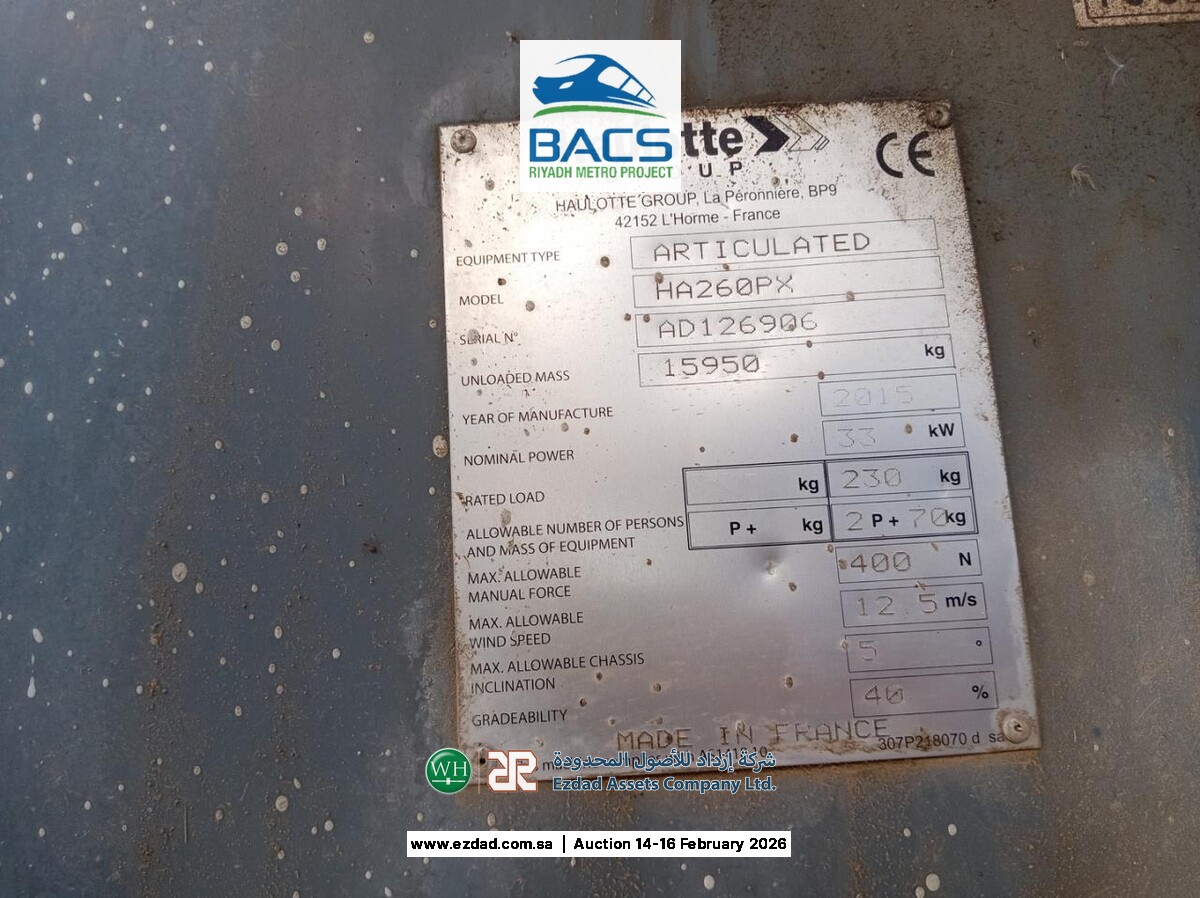 BACS
RIYADH METRO PROJECT
tte
UP
CE
HAULOTTE GROUP, La Péronnière, BP9
42152 L'Horme - France
EQUIPMENT TYPE ARTICULATED
MODEL HA260PX
SERIAL N° AD126906
UNLOADED MASS 15950 kg
YEAR OF MANUFACTURE 2015
NOMINAL POWER 33 kW
RATED LOAD kg 230 kg
ALLOWABLE NUMBER OF PERSONS
AND MASS OF EQUIPMENT P + kg 2 P + 70 kg
MAX. ALLOWABLE
MANUAL FORCE 400 N
MAX. ALLOWABLE
WIND SPEED 12.5 m/s
MAX. ALLOWABLE CHASSIS
INCLINATION 5 °
GRADEABILITY 40 %
MADE IN FRANCE
307P218070 d
WH
شركة إزداد للأصول المحدودة
Ezdad Assets Company Ltd.
www.ezdad.com.sa | Auction 14-16 February 2026